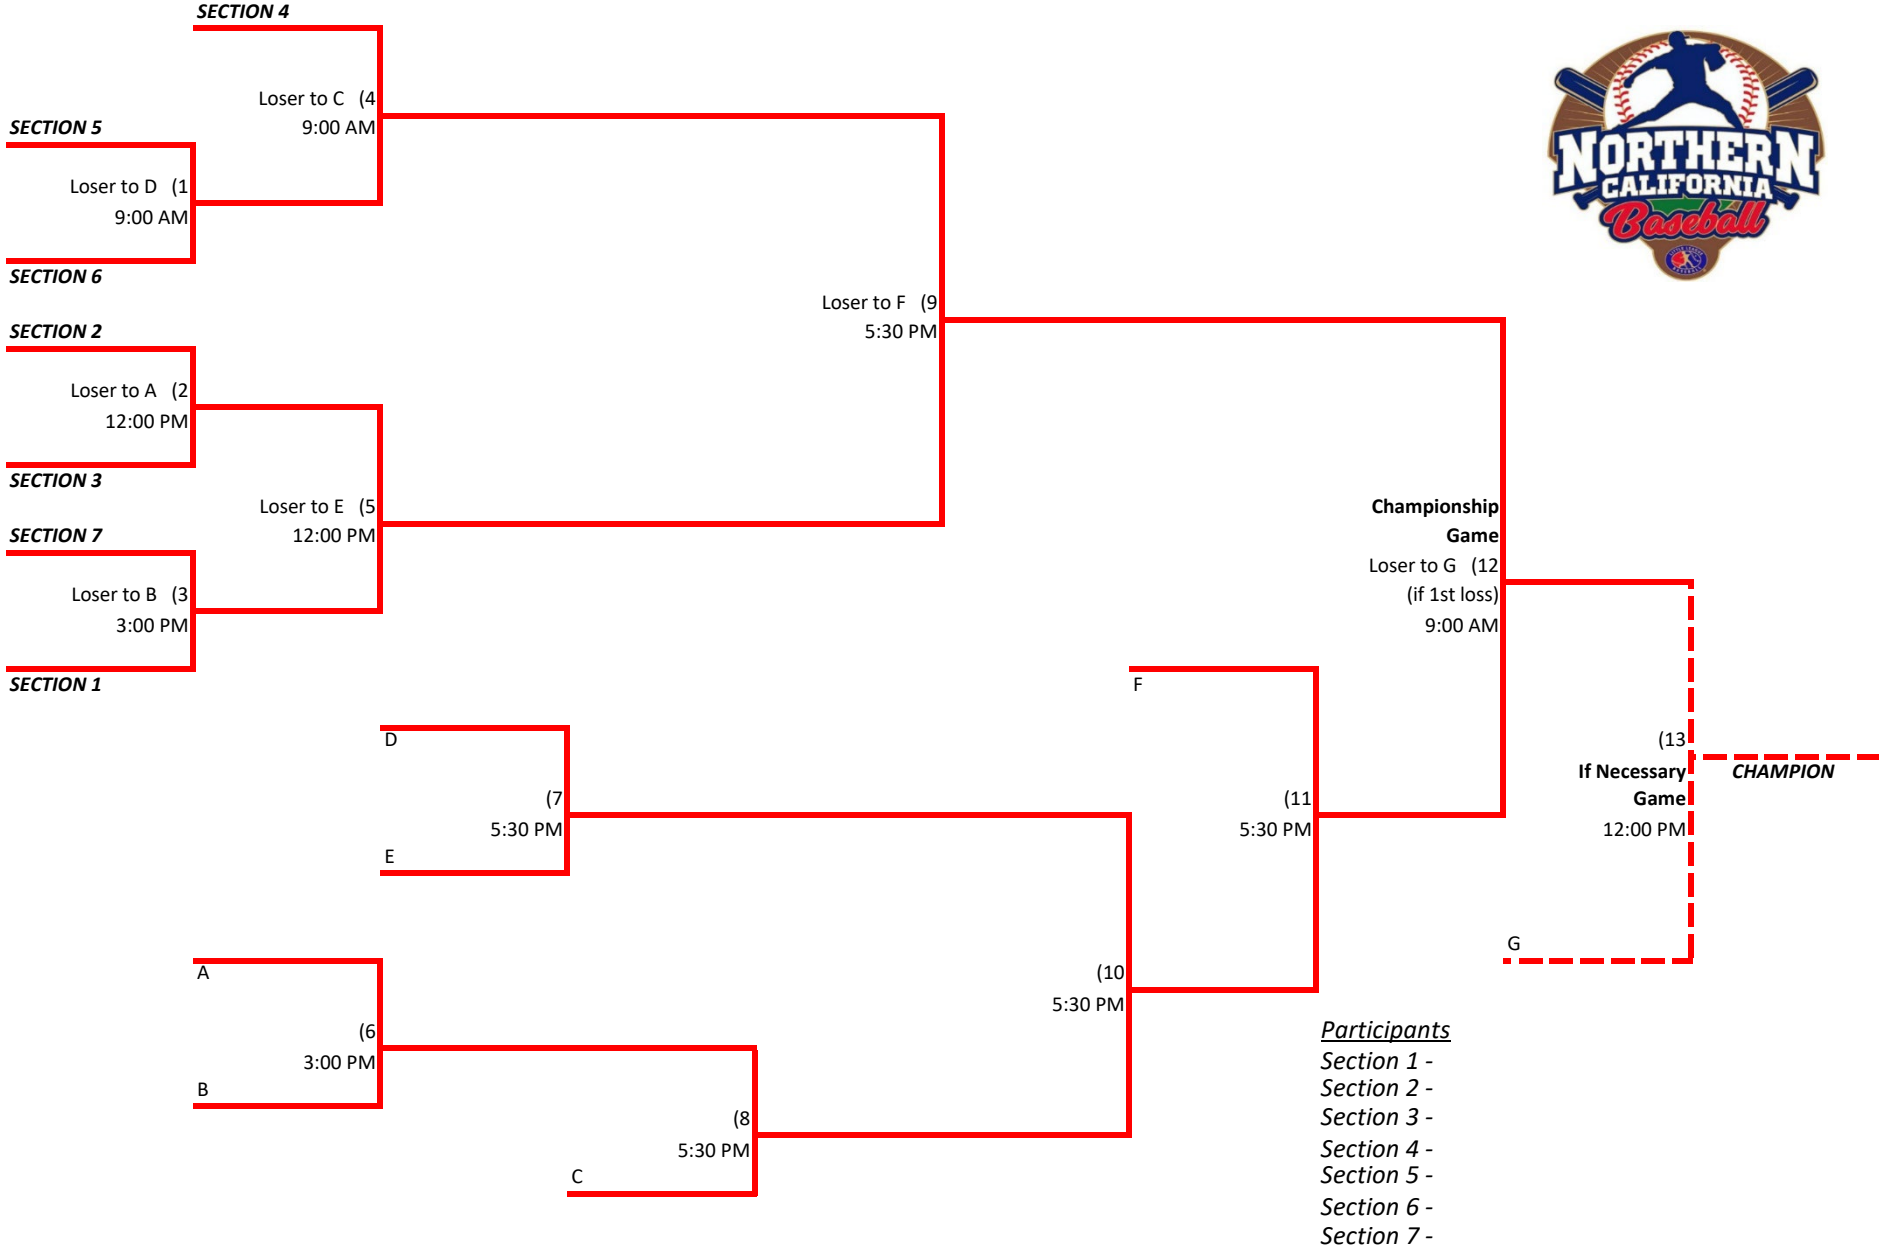 SECTION 4
Loser to C (4
9:00 AM
SECTION 5
Loser to D (1
9:00 AM
SECTION 6
NORTHERN
CALIFORNIA
Baseball
SECTION 2
Loser to A (2
12:00 PM
SECTION 3
Loser to F (9
5:30 PM
Loser to E (5
12:00 PM
SECTION 7
Loser to B (3
3:00 PM
SECTION 1
Championship
Game
Loser to G (12
(if 1st loss)
9:00 AM
F
D
(7
5:30 PM
E
(11
5:30 PM
(13
If Necessary
Game
12:00 PM
CHAMPION
G
A
(6
3:00 PM
B
(10
5:30 PM
(8
5:30 PM
C
Participants
Section 1 -
Section 2 -
Section 3 -
Section 4 -
Section 5 -
Section 6 -
Section 7 -